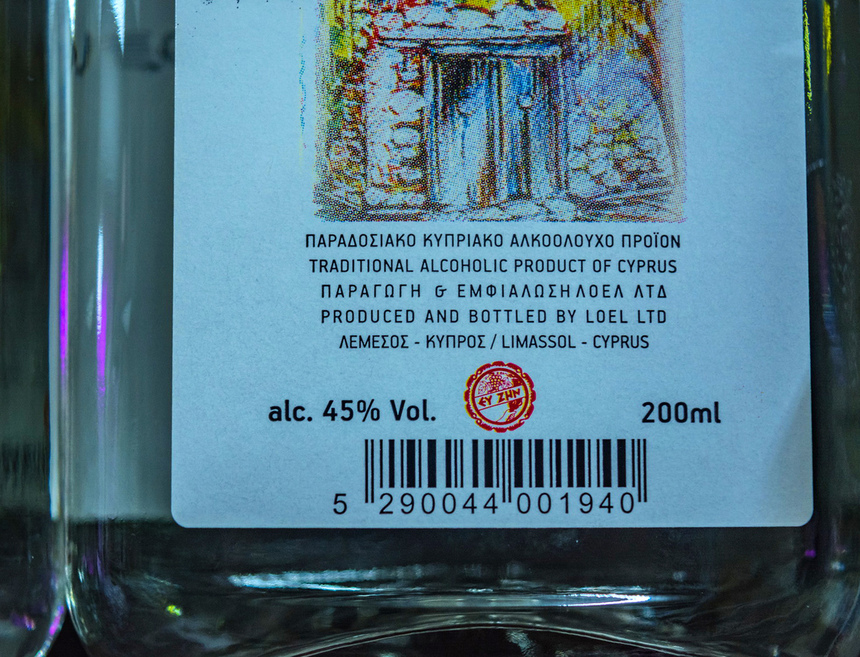 ΠΑΡΑΔΟΣΙΑΚΟ ΚΥΠΡΙΑΚΟ ΑΛΚΟΟΛΟΥΧΟ ΠΡΟΪΟΝ
TRADITIONAL ALCOHOLIC PRODUCT OF CYPRUS
ΠΑΡΑΓΩΓΗ & ΕΜΦΙΑΛΩΣΗ ΛΟΕΛ ΛΤΔ
PRODUCED AND BOTTLED BY LOEL LTD
ΛΕΜΕΣΟΣ - ΚΥΠΡΟΣ / LIMASSOL - CYPRUS
ΕΥ ΖΗΝ
alc. 45% Vol. 200ml
5 290044 001940